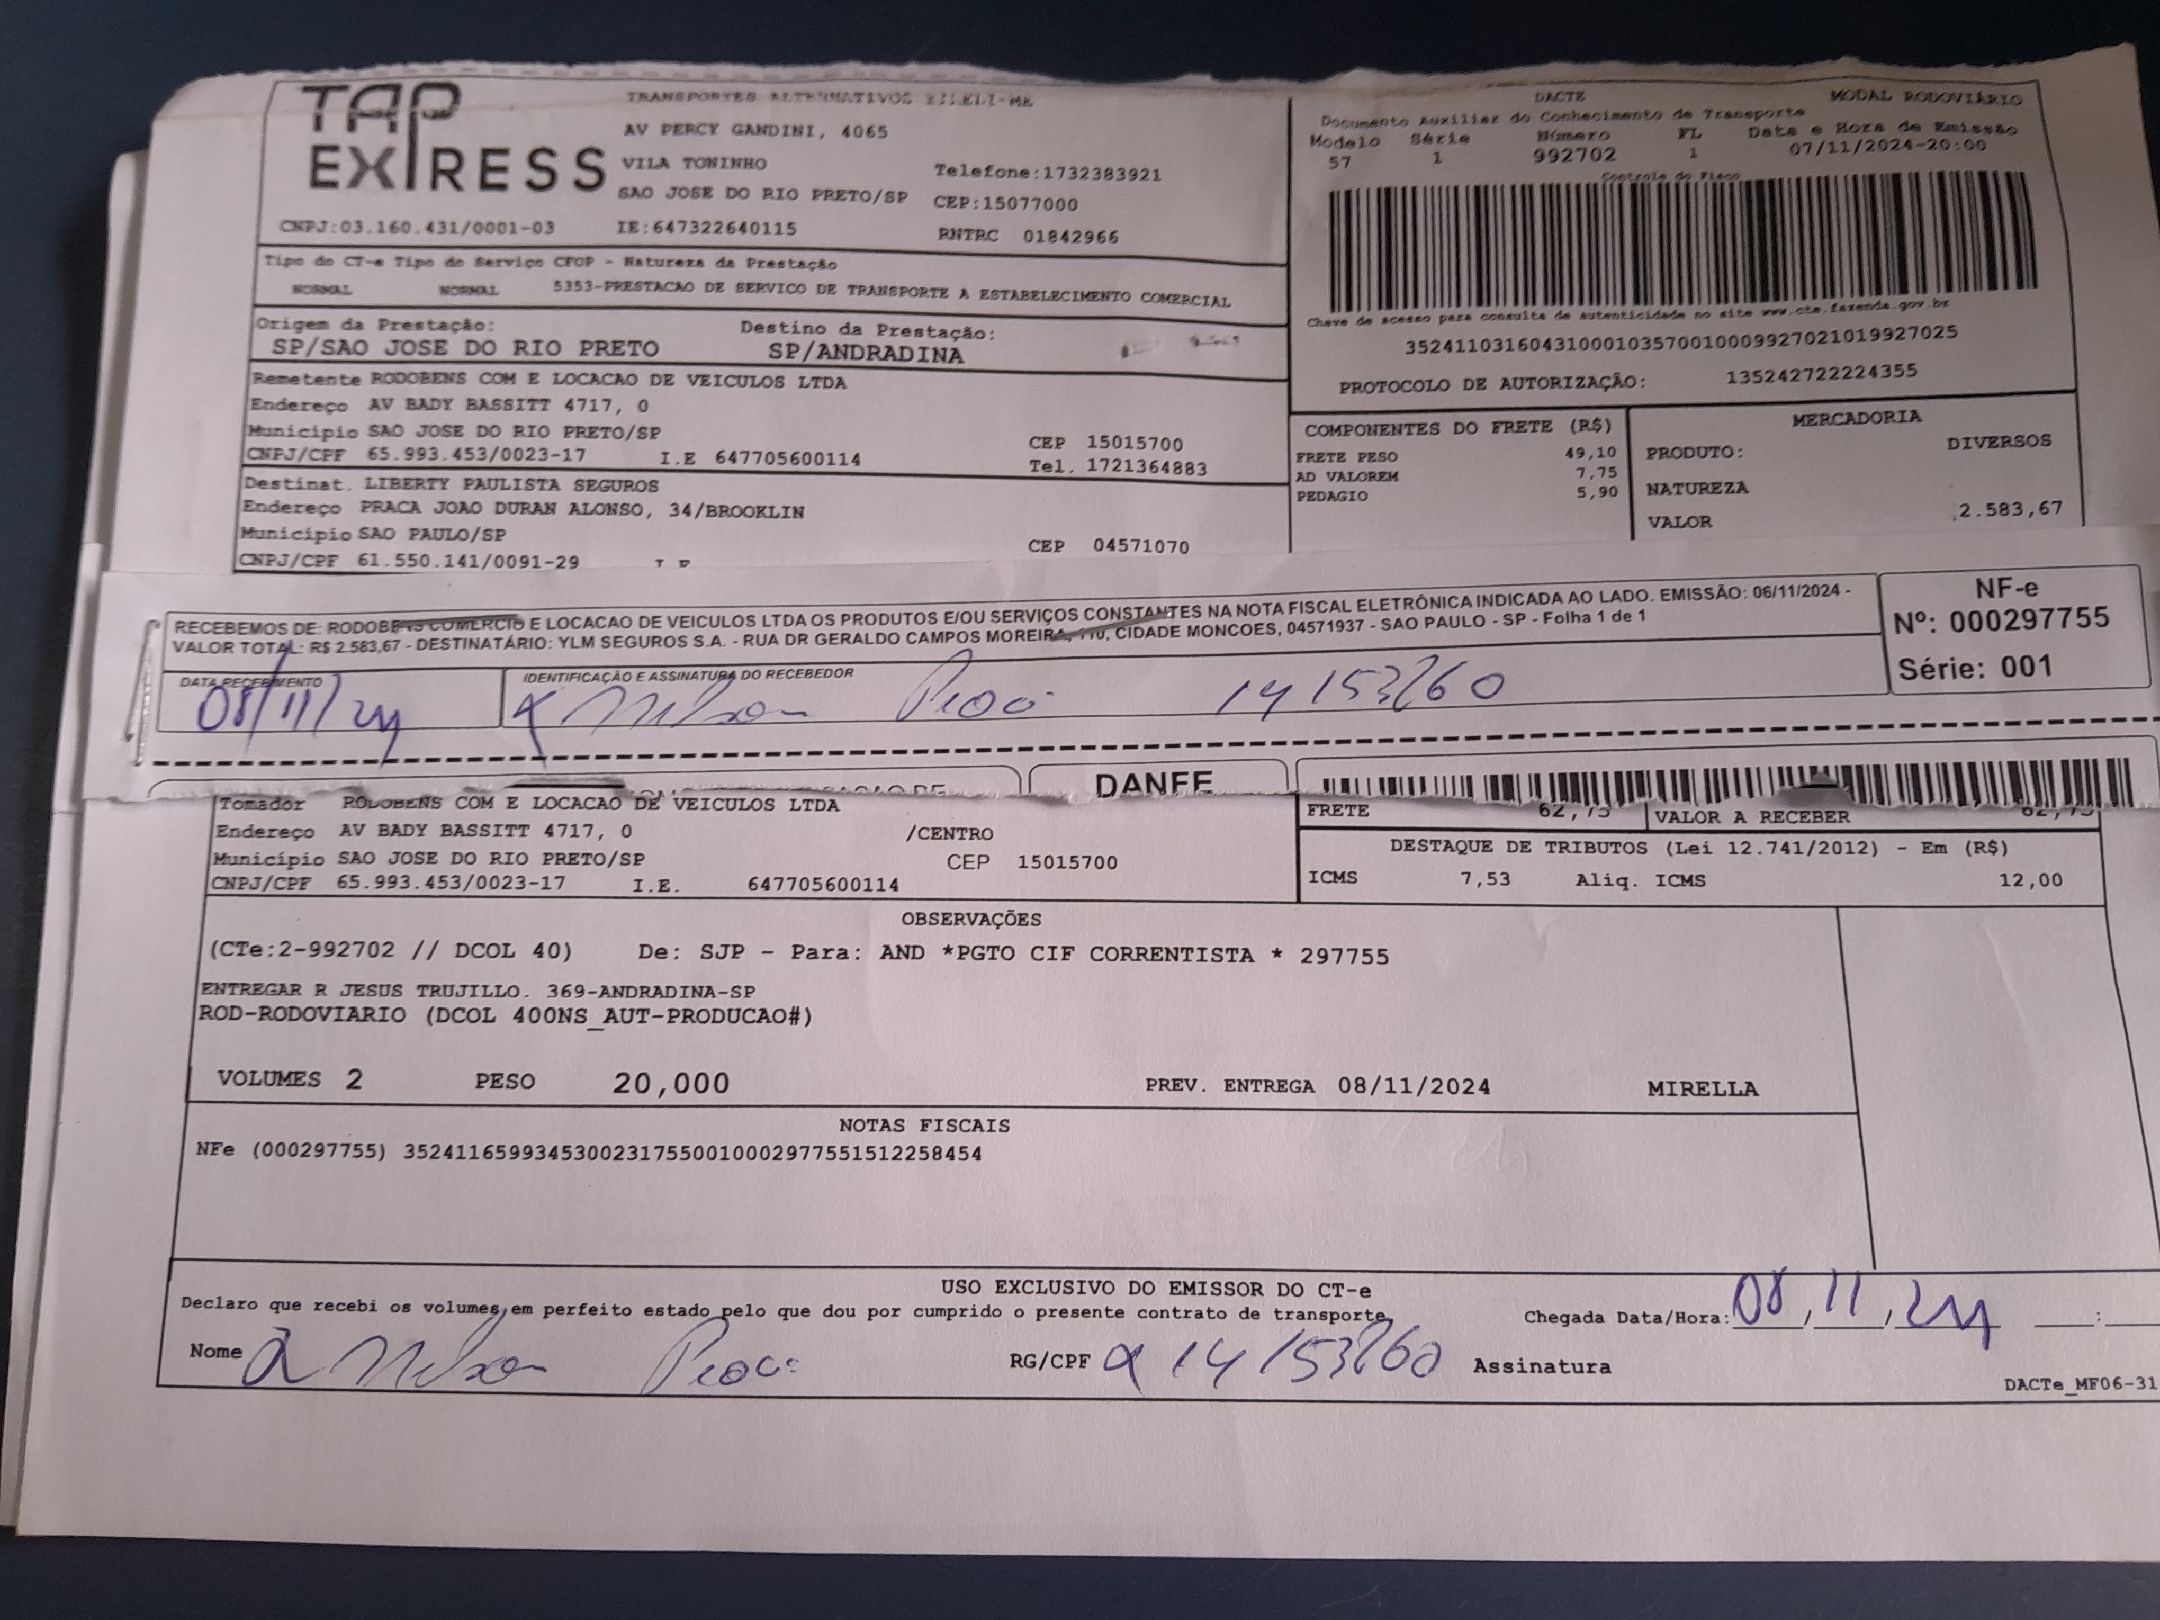 TAP EXPRESS
TRANSPORTES ALTERNATIVOS EIRELI-ME
AV PERCY GANDINI, 4065
VILA TONINHO
Telefone:1732383921
SAO JOSE DO RIO PRETO/SP CEP:15077000
CNPJ:03.160.431/0001-03 IE:647322640115 RNTRC 01842966
DACTE MODAL RODOVIÁRIO
Documento Auxiliar do Conhecimento de Transporte
Modelo Série Número FL Data e Hora de Emissão
57 1 992702 1 07/11/2024-20:00
Controle do Fisco
Chave de acesso para consulta de autenticidade no site www.cte.fazenda.gov.br
35241103160431000103570010009927021019927025
PROTOCOLO DE AUTORIZAÇÃO: 135242722224355
Tipo do CT-e Tipo do Serviço CFOP - Natureza da Prestação
NORMAL NORMAL 5353-PRESTACAO DE SERVICO DE TRANSPORTE A ESTABELECIMENTO COMERCIAL
Origem da Prestação: Destino da Prestação:
SP/SAO JOSE DO RIO PRETO SP/ANDRADINA
Remetente RODOBENS COM E LOCACAO DE VEICULOS LTDA
Endereço AV BADY BASSITT 4717, 0
Município SAO JOSE DO RIO PRETO/SP CEP 15015700
CNPJ/CPF 65.993.453/0023-17 I.E 647705600114 Tel. 1721364883
Destinat. LIBERTY PAULISTA SEGUROS
Endereço PRACA JOAO DURAN ALONSO, 34/BROOKLIN
Município SAO PAULO/SP CEP 04571070
CNPJ/CPF 61.550.141/0091-29
COMPONENTES DO FRETE (R$)
FRETE PESO 49,10
AD VALOREM 7,75
PEDAGIO 5,90
MERCADORIA
PRODUTO: DIVERSOS
NATUREZA
VALOR 2.583,67
RECEBEMOS DE: RODOBENS COMERCIO E LOCACAO DE VEICULOS LTDA OS PRODUTOS E/OU SERVIÇOS CONSTANTES NA NOTA FISCAL ELETRÔNICA INDICADA AO LADO. EMISSÃO: 06/11/2024 -
VALOR TOTAL: R$ 2.583,67 - DESTINATÁRIO: YLM SEGUROS S.A. - RUA DR GERALDO CAMPOS MOREIRA, 110, CIDADE MONCOES, 04571937 - SAO PAULO - SP - Folha 1 de 1
DATA RECEBIMENTO IDENTIFICAÇÃO E ASSINATURA DO RECEBEDOR
08/11/24 Nelson
NF-e
Nº: 000297755
Série: 001
DANFE
Tomador RODOBENS COM E LOCACAO DE VEICULOS LTDA
Endereço AV BADY BASSITT 4717, 0 /CENTRO
Município SAO JOSE DO RIO PRETO/SP CEP 15015700
CNPJ/CPF 65.993.453/0023-17 I.E. 647705600114
FRETE 62,75 VALOR A RECEBER 62,75
DESTAQUE DE TRIBUTOS (Lei 12.741/2012) - Em (R$)
ICMS 7,53 Aliq. ICMS 12,00
OBSERVAÇÕES
(CTe:2-992702 // DCOL 40) De: SJP - Para: AND *PGTO CIF CORRENTISTA * 297755
ENTREGAR R JESUS TRUJILLO. 369-ANDRADINA-SP
ROD-RODOVIARIO (DCOL 400NS_AUT-PRODUCAO#)
VOLUMES 2 PESO 20,000 PREV. ENTREGA 08/11/2024 MIRELLA
NOTAS FISCAIS
NFe (000297755) 35241165993453002317550010002977551512258454
USO EXCLUSIVO DO EMISSOR DO CT-e
Declaro que recebi os volumes em perfeito estado pelo que dou por cumprido o presente contrato de transporte
Chegada Data/Hora: 08/11/24 :
Nome Nelson RG/CPF Assinatura
DACTe_MF06-31